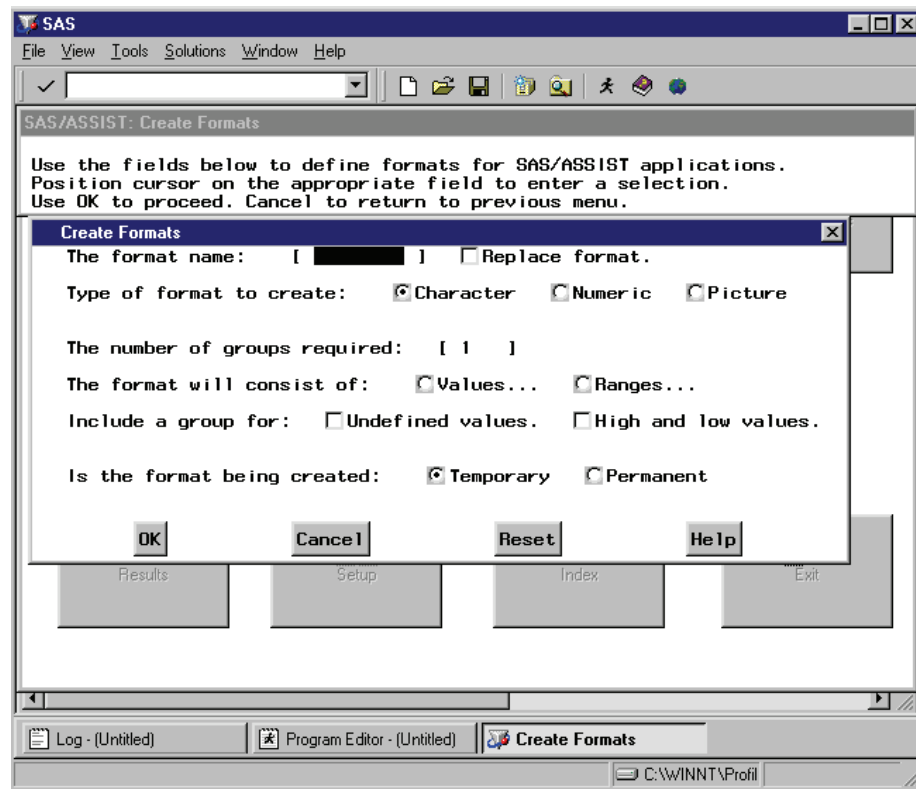 SAS
File View Tools Solutions Window Help
SAS/ASSIST: Create Formats
Use the fields below to define formats for SAS/ASSIST applications.
Position cursor on the appropriate field to enter a selection.
Use OK to proceed. Cancel to return to previous menu.
Create Formats
The format name: [ ] Replace format.
Type of format to create: Character Numeric Picture
The number of groups required: [ 1 ]
The format will consist of: Values... Ranges...
Include a group for: Undefined values. High and low values.
Is the format being created: Temporary Permanent
OK Cancel Reset Help
Results Setup Index Exit
Log - (Untitled) Program Editor - (Untitled) Create Formats
C:\WINNT\Profil